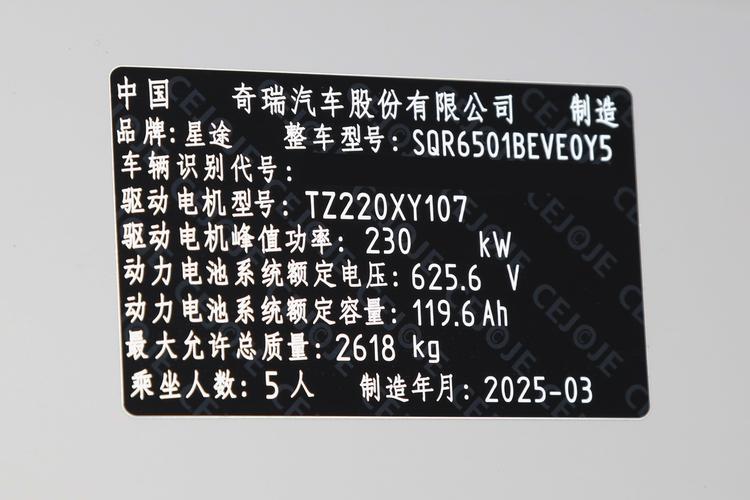 中国 奇瑞汽车股份有限公司 制造
品牌：星途 整车型号：SQR6501BEVE0Y5
车辆识别代号：
驱动电机型号：TZ220XY107
驱动电机峰值功率：230 kW
动力电池系统额定电压：625.6 V
动力电池系统额定容量：119.6 Ah
最大允许总质量：2618 kg
乘坐人数：5人 制造年月：2025-03